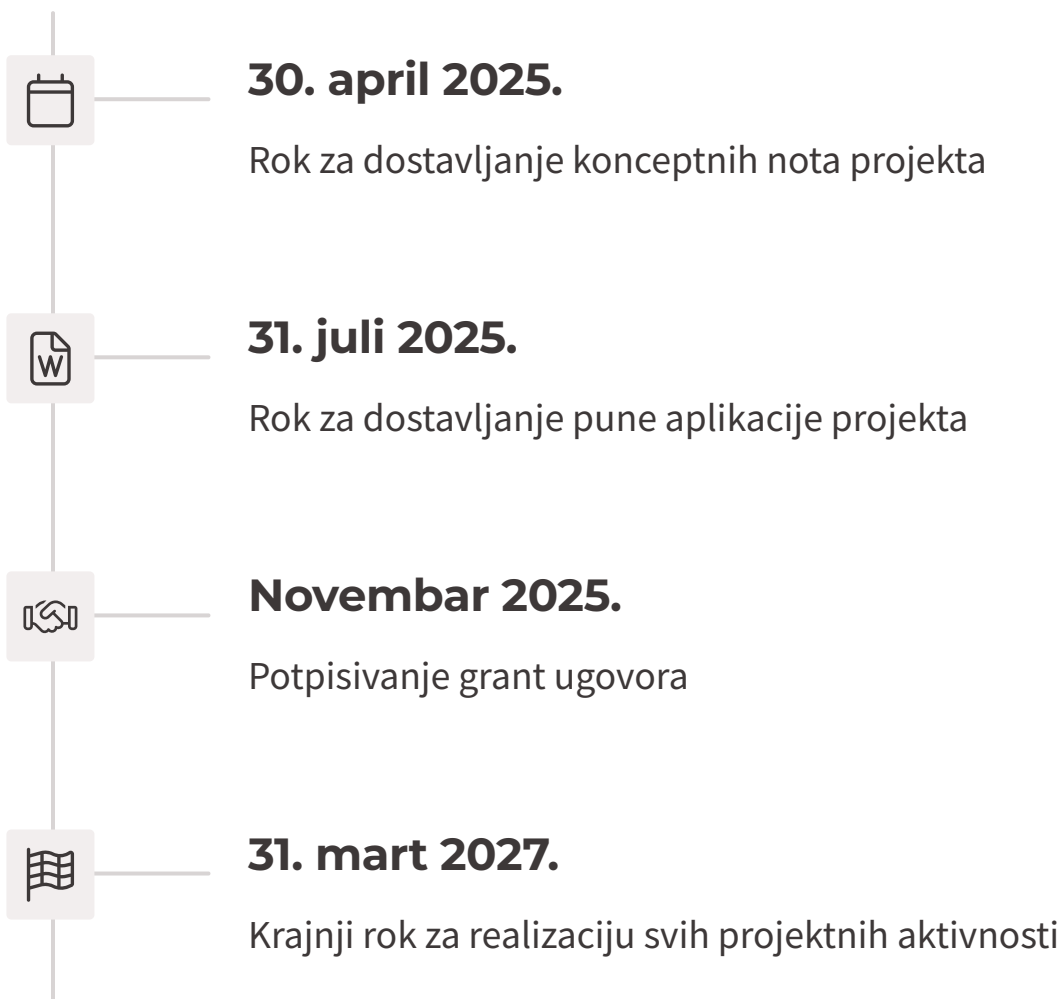 30. april 2025.
Rok za dostavljanje konceptnih nota projekta
31. juli 2025.
W
Rok za dostavljanje pune aplikacije projekta
Novembar 2025.
Potpisivanje grant ugovora
31. mart 2027.
Krajnji rok za realizaciju svih projektnih aktivnosti